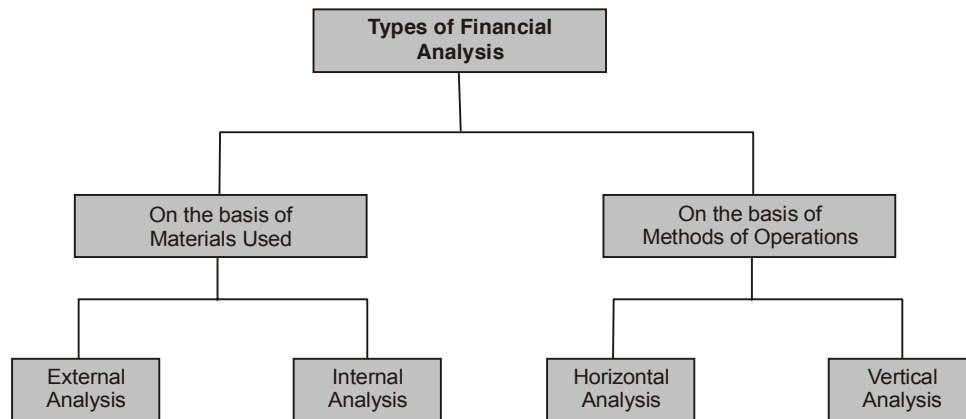 Types of Financial
Analysis
On the basis of
Materials Used
On the basis of
Methods of Operations
External
Analysis
Internal
Analysis
Horizontal
Analysis
Vertical
Analysis